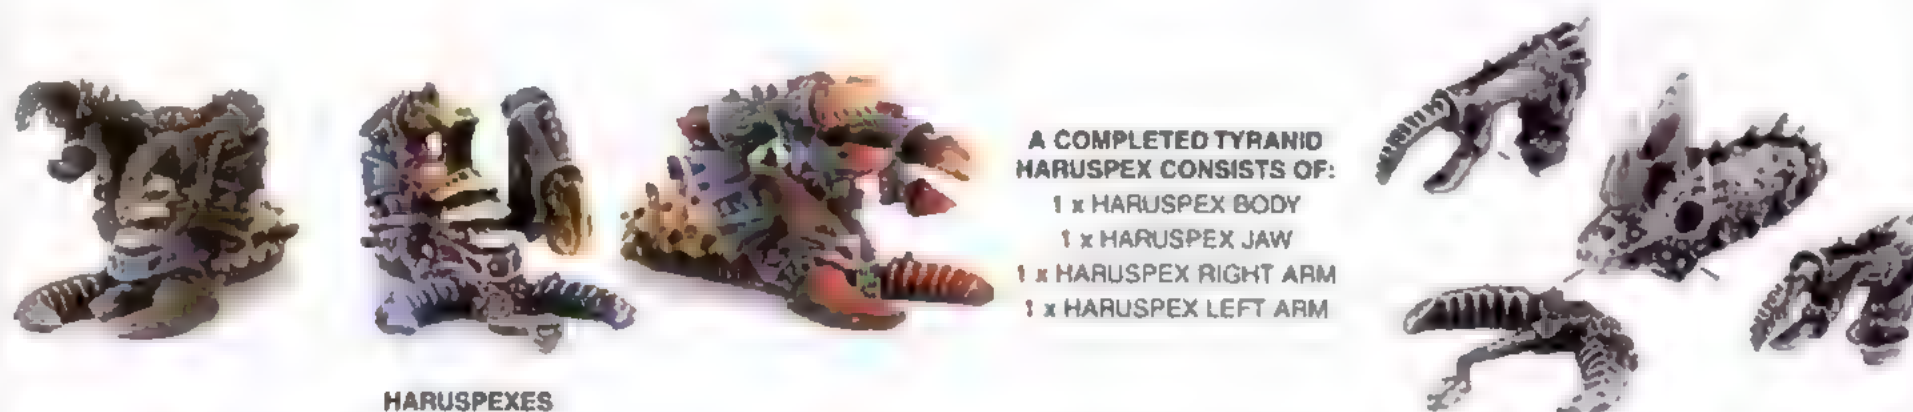 A COMPLETED TYRANID
HARUSPEX CONSISTS OF:
1 x HARUSPEX BODY
1 x HARUSPEX JAW
1 x HARUSPEX RIGHT ARM
1 x HARUSPEX LEFT ARM
HARUSPEXES